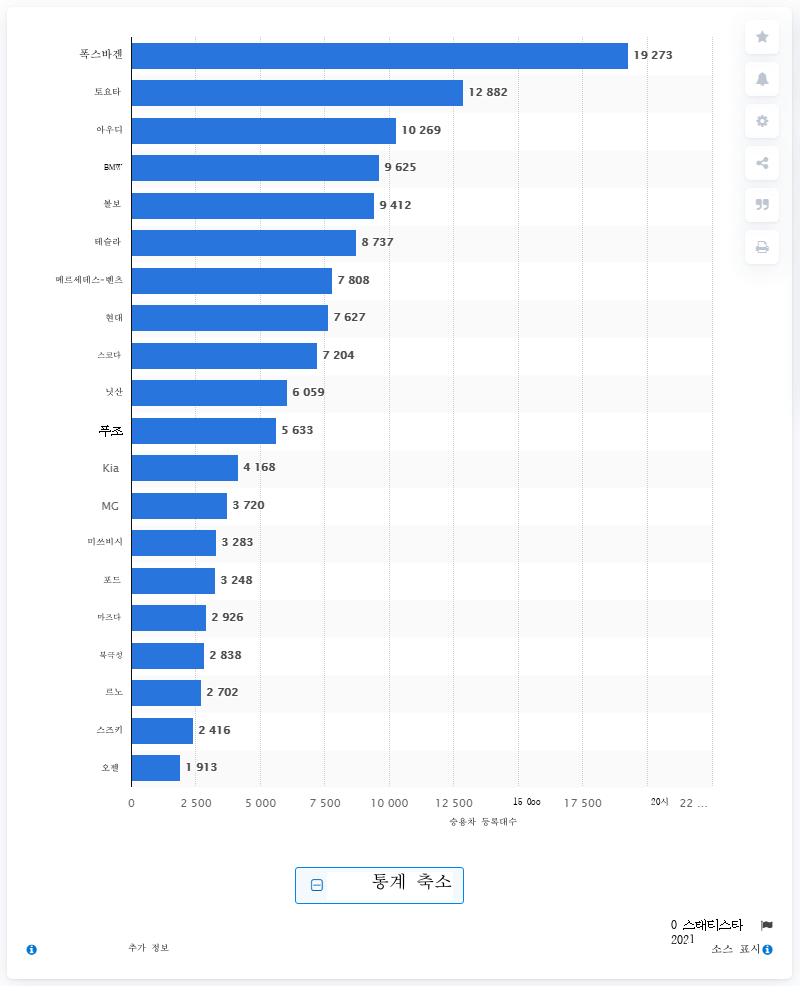 폭스바겐 19 273
토요타 12 882
아우디 10 269
BMW 9 625
볼보 9 412
테슬라 8 737
메르세데스-벤츠 7 808
현대 7 627
스코다 7 204
닛산 6 059
푸조 5 633
Kia 4 168
MG 3 720
미쓰비시 3 283
포드 3 248
마즈다 2 926
북극성 2 838
르노 2 702
스즈키 2 416
오펠 1 913
0 2 500 5 000 7 500 10 000 12 500 15 000 17 500 20시 22 ...
승용차 등록대수
통계 축소
0 스태티스타
2021
추가 정보 소스 표시